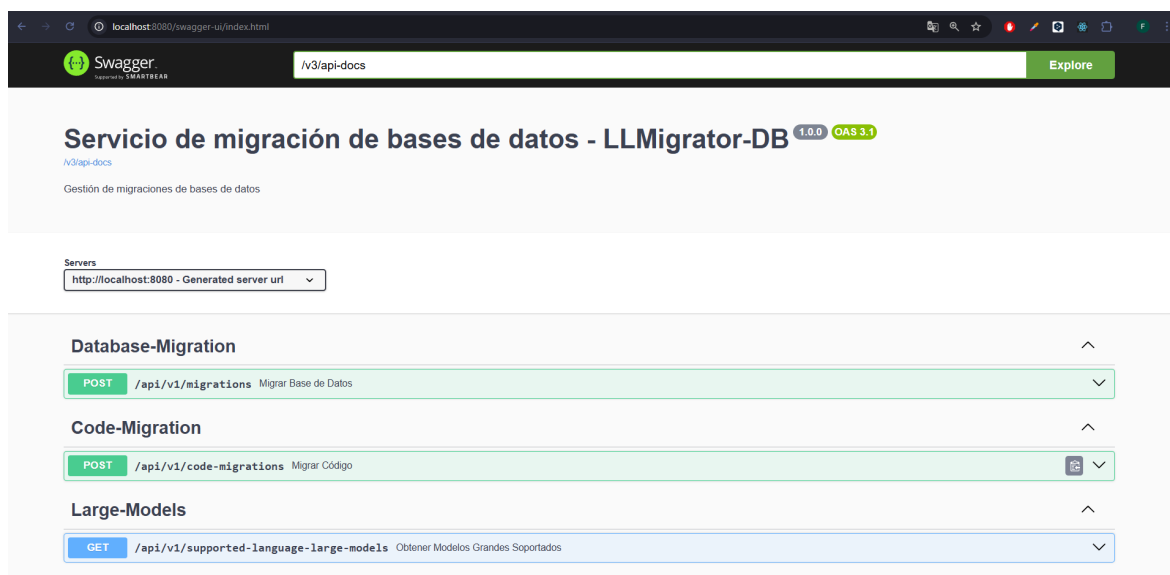 localhost:8080/swagger-ui/index.html
F
Swagger.
Supported by SMARTBEAR
/v3/api-docs
Explore
Servicio de migración de bases de datos - LLMigrator-DB 1.0.0 OAS 3.1
/v3/api-docs
Gestión de migraciones de bases de datos
Servers
http://localhost:8080 - Generated server url
Database-Migration
POST /api/v1/migrations Migrar Base de Datos
Code-Migration
POST /api/v1/code-migrations Migrar Código
Large-Models
GET /api/v1/supported-language-large-models Obtener Modelos Grandes Soportados